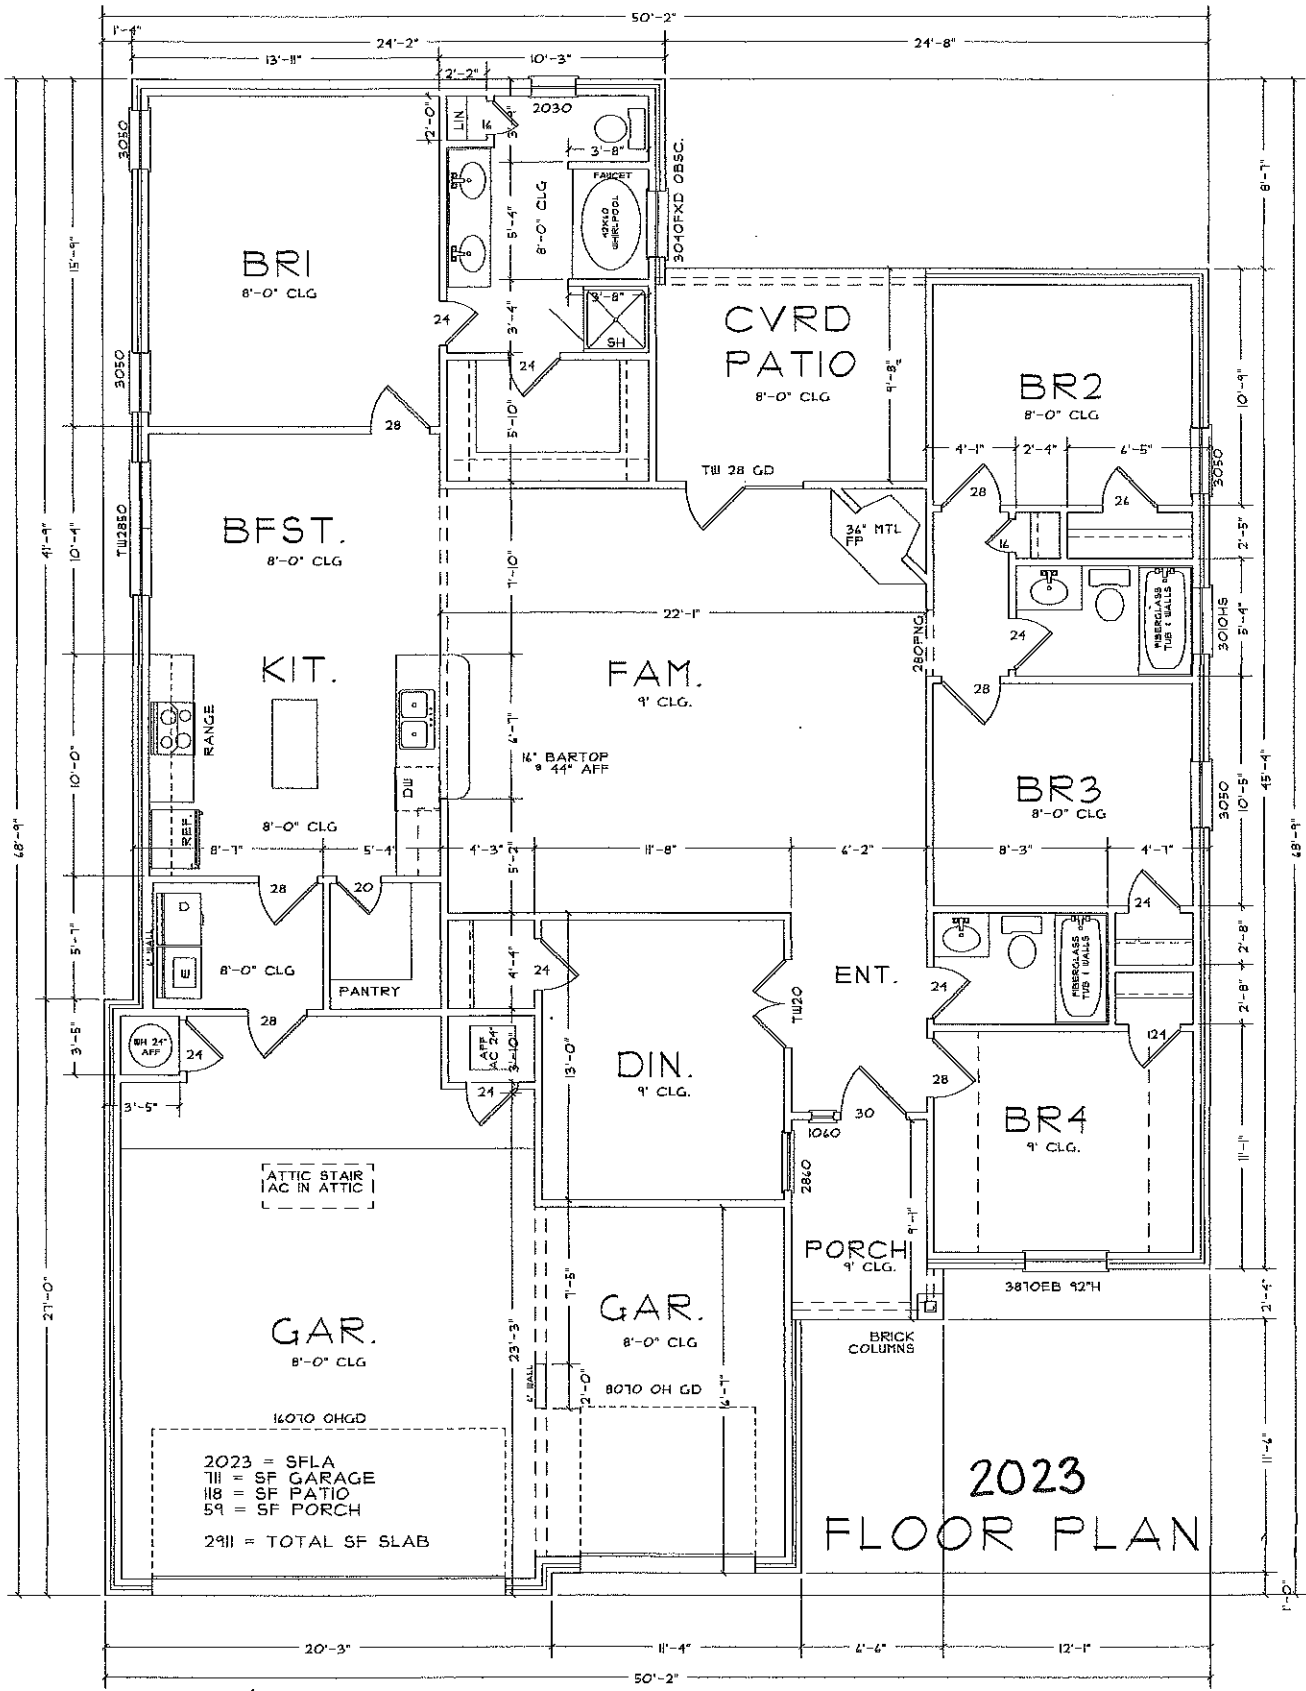 50'-2"
1'-4"
24'-2"
24'-8"
13'-11"
10'-3"
2'-2"
2030
3050
2'-0"
LIN
16
3'-9"
3'-8"
3040FXD OBSC.
8'-7"
FAUCET
42X60
WHIRLPOOL
5'-4"
8'-0" CLG
15'-9"
BR1
8'-0" CLG
3'-8"
24
3'-4"
SH
CVRD
PATIO
8'-0" CLG
9'-8"
3050
24
28
5'-10"
BR2
8'-0" CLG
10'-9"
4'-1"
2'-4"
6'-5"
3050
TW 28 GD
28
26
41'-9"
10'-4"
TW2850
BFST.
8'-0" CLG
36" MTL
FP
16
2'-5"
7'-10"
22'-1"
280PNG
24
FIBERGLASS
TUB & WALLS
3010HS
5'-4"
KIT.
FAM.
9' CLG.
28
RANGE
6'-7"
16" BARTOP
@ 44" AFF
DW
10'-0"
BR3
8'-0" CLG
3050
10'-5"
45'-4"
REF.
8'-0" CLG
68'-9"
68'-9"
8'-7"
5'-4"
4'-3"
11'-8"
6'-2"
8'-3"
4'-7"
5'-2"
28
20
24
D
6" WALL
5'-7"
E
8'-0" CLG
PANTRY
4'-4"
24
ENT.
24
FIBERGLASS
TUB & WALLS
2'-8"
2'-8"
TW20
28
3'-5"
WH 24"
AFF
24
AFF
AC 24"
3'-10"
24
13'-0"
DIN.
9' CLG.
28
124
3'-5"
30
1060
BR4
9' CLG.
11'-1"
ATTIC STAIR
AC IN ATTIC
2860
9'-1"
PORCH
9' CLG.
27'-0"
7'-5"
3870EB 92"H
2'-4"
GAR.
8'-0" CLG
23'-3"
GAR.
8'-0" CLG
BRICK
COLUMNS
6" WALL
2'-0"
8070 OH GD
16070 OHGD
11'-6"
2023 = SFLA
711 = SF GARAGE
118 = SF PATIO
59 = SF PORCH
2911 = TOTAL SF SLAB
2023
FLOOR PLAN
1'-0"
20'-3"
11'-4"
6'-6"
12'-1"
50'-2"